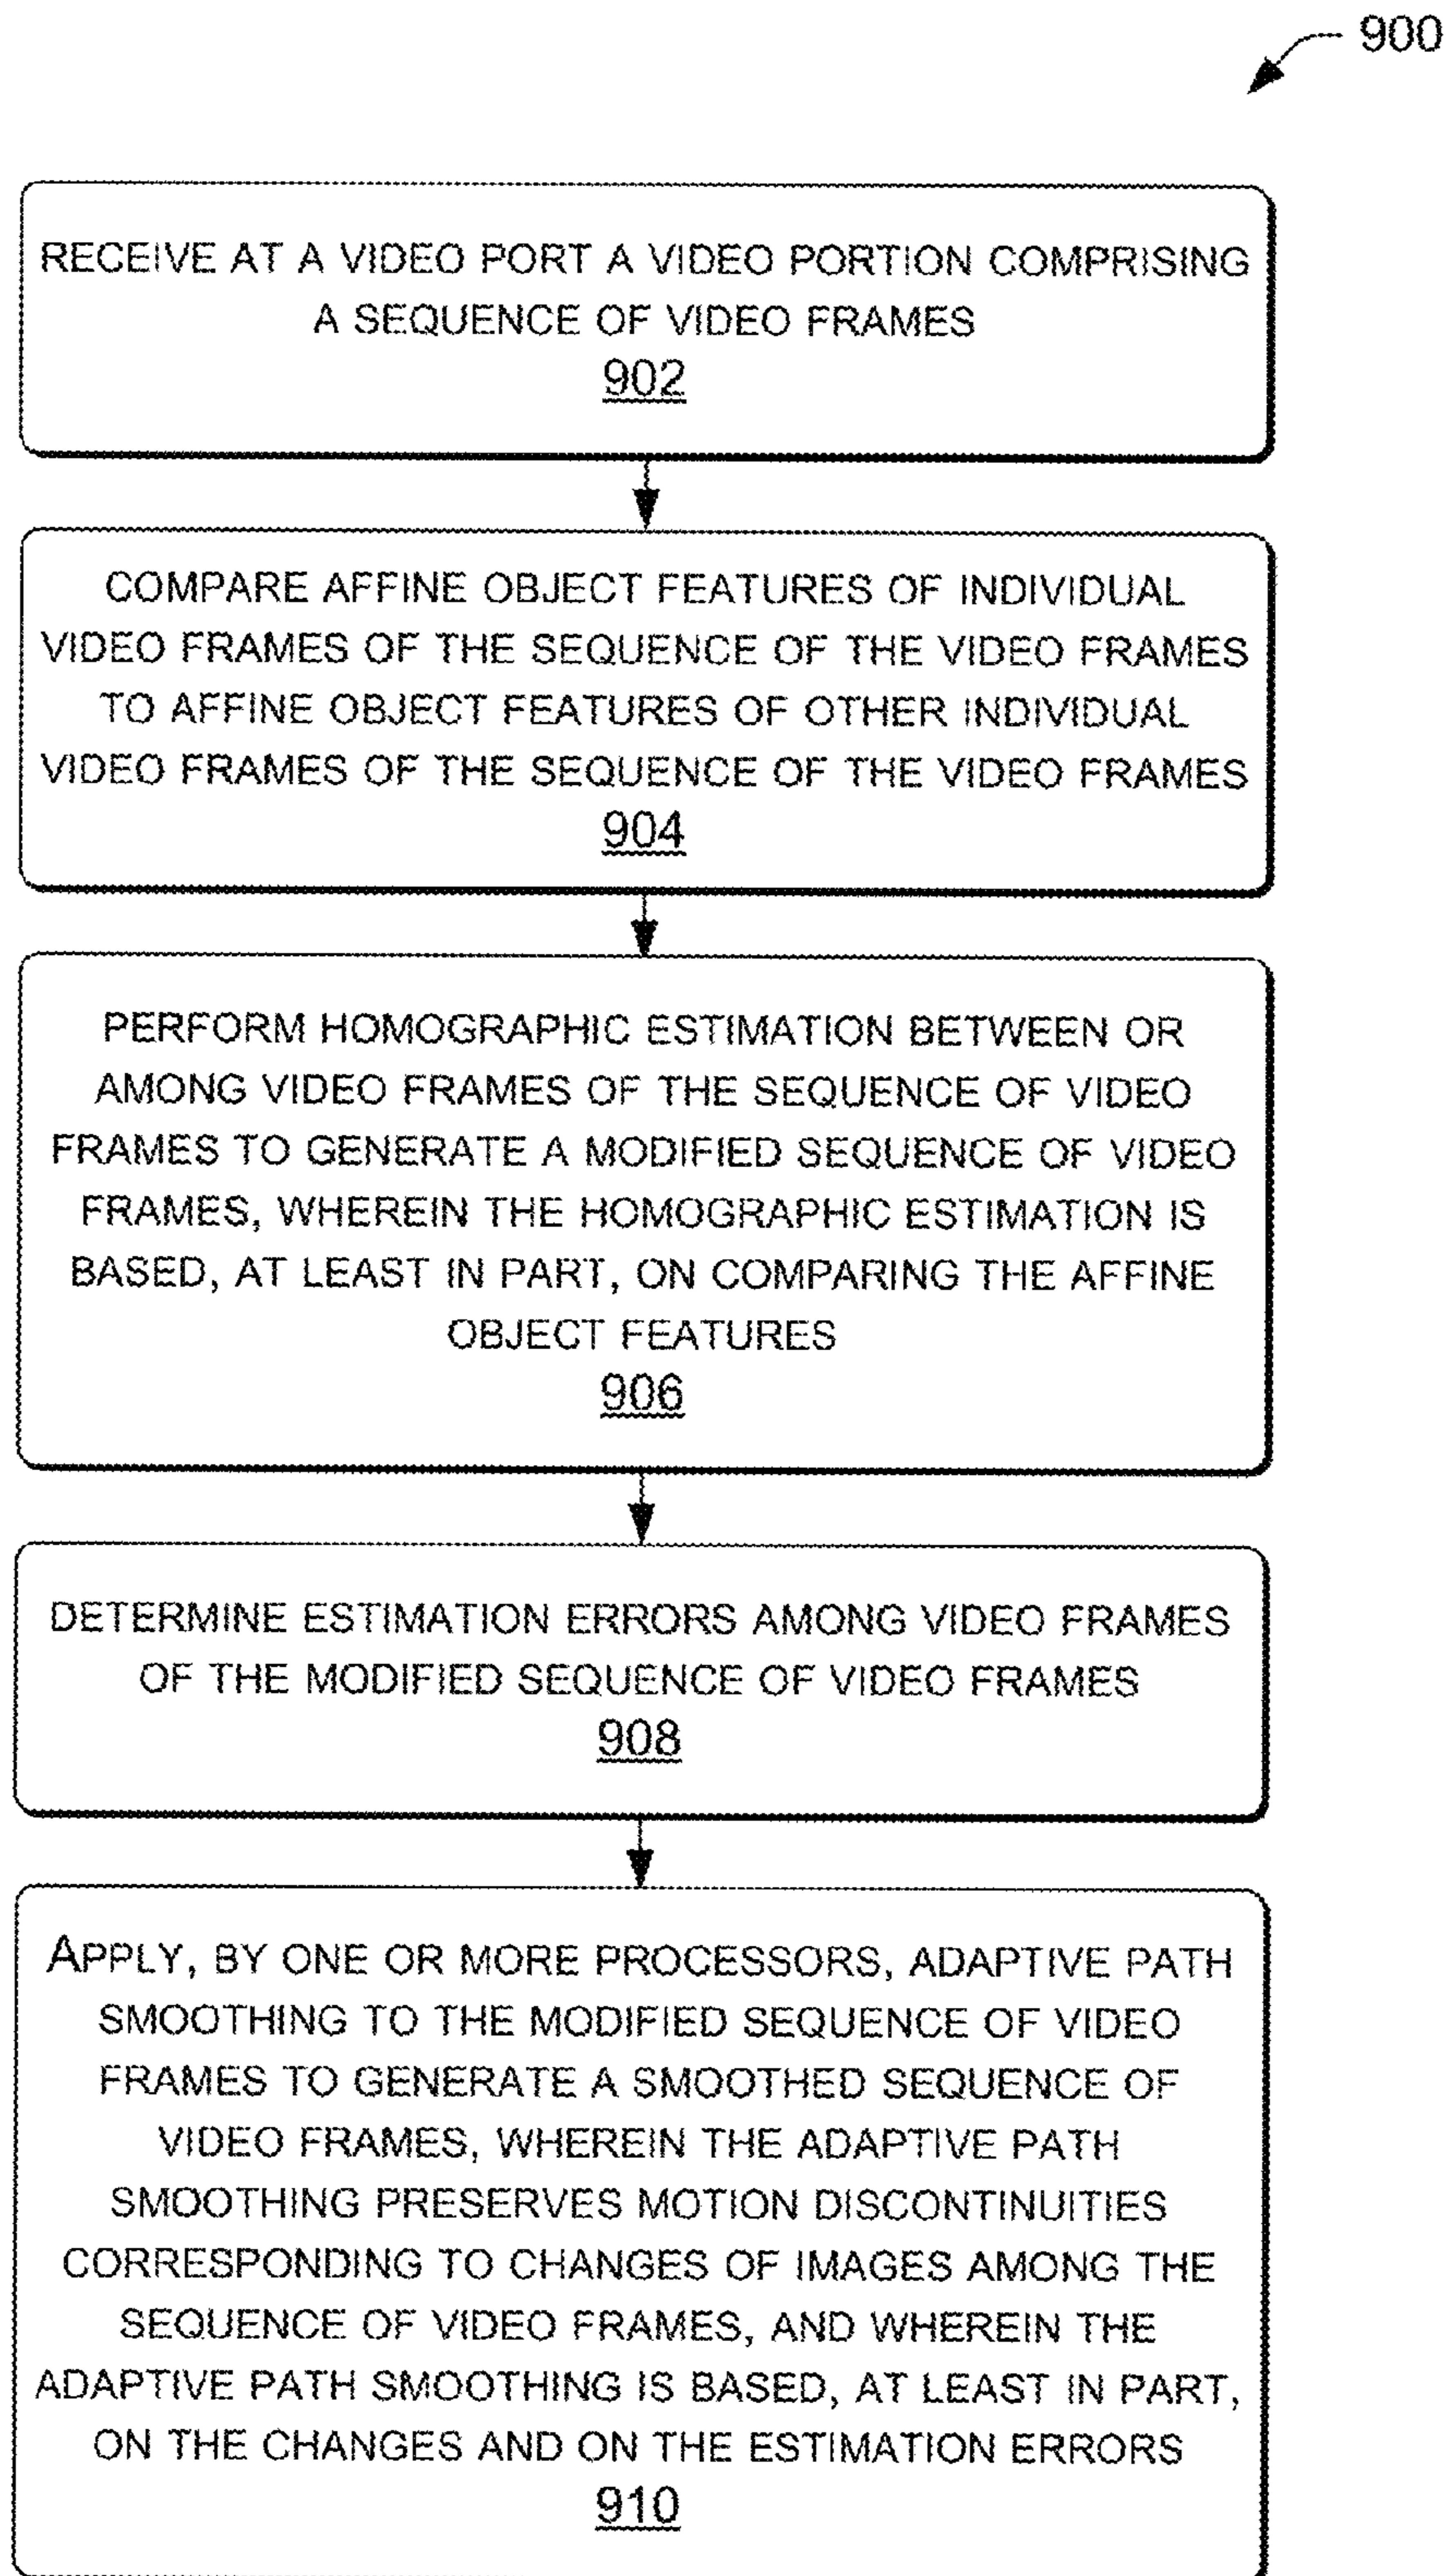 900
RECEIVE AT A VIDEO PORT A VIDEO PORTION COMPRISING
A SEQUENCE OF VIDEO FRAMES
902
COMPARE AFFINE OBJECT FEATURES OF INDIVIDUAL
VIDEO FRAMES OF THE SEQUENCE OF THE VIDEO FRAMES
TO AFFINE OBJECT FEATURES OF OTHER INDIVIDUAL
VIDEO FRAMES OF THE SEQUENCE OF THE VIDEO FRAMES
904
PERFORM HOMOGRAPHIC ESTIMATION BETWEEN OR
AMONG VIDEO FRAMES OF THE SEQUENCE OF VIDEO
FRAMES TO GENERATE A MODIFIED SEQUENCE OF VIDEO
FRAMES, WHEREIN THE HOMOGRAPHIC ESTIMATION IS
BASED, AT LEAST IN PART, ON COMPARING THE AFFINE
OBJECT FEATURES
906
DETERMINE ESTIMATION ERRORS AMONG VIDEO FRAMES
OF THE MODIFIED SEQUENCE OF VIDEO FRAMES
908
APPLY, BY ONE OR MORE PROCESSORS, ADAPTIVE PATH
SMOOTHING TO THE MODIFIED SEQUENCE OF VIDEO
FRAMES TO GENERATE A SMOOTHED SEQUENCE OF
VIDEO FRAMES, WHEREIN THE ADAPTIVE PATH
SMOOTHING PRESERVES MOTION DISCONTINUITIES
CORRESPONDING TO CHANGES OF IMAGES AMONG THE
SEQUENCE OF VIDEO FRAMES, AND WHEREIN THE
ADAPTIVE PATH SMOOTHING IS BASED, AT LEAST IN PART,
ON THE CHANGES AND ON THE ESTIMATION ERRORS
910